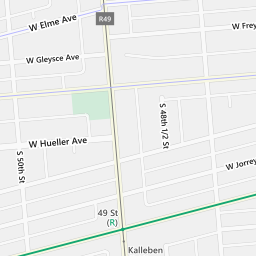 W Elme Ave
R49
W Frey
W Gleysce Ave
S 48th 1/2 St
W Hueller Ave
S 50th St
W Jorrey
49 St
(R)
Kalleben